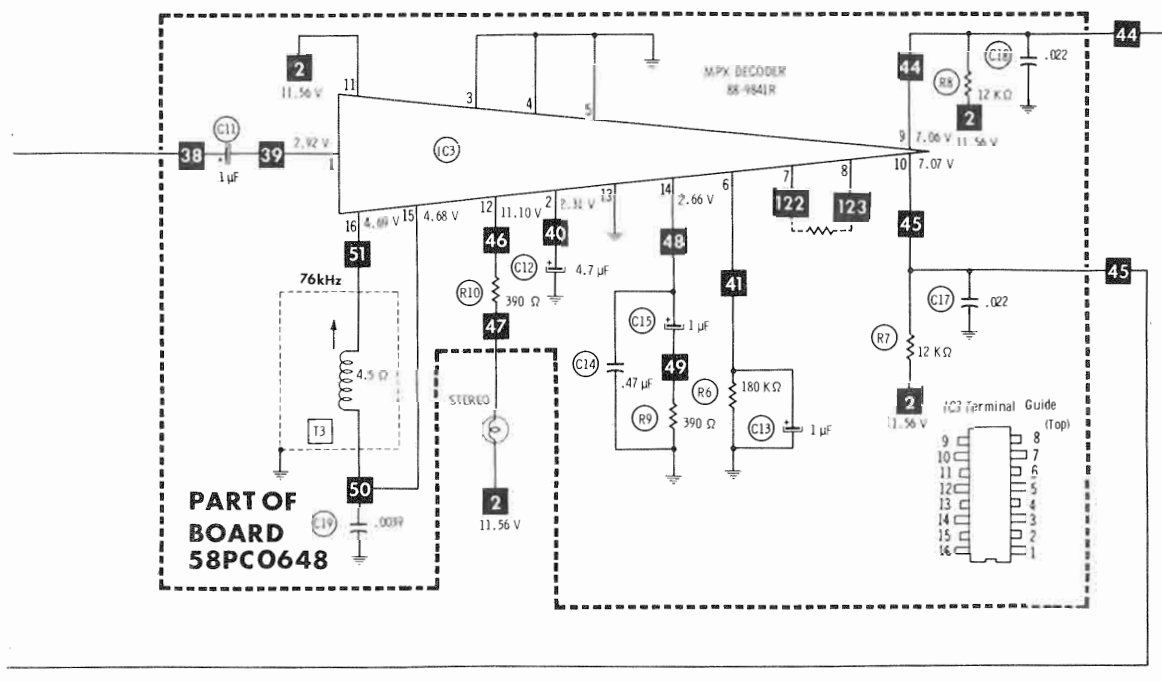 44
2
11.56 V
11
3
4
5
MPX DECODER
88-9841R
44
R8
12 KΩ
2
11.56 V
C18
.022
38
C11
+
1 µF
39
2.92 V
1
IC3
9
7.06 V
10
7.07 V
16
4.69 V
15
4.68 V
12
11.10 V
2
2.31 V
13
14
2.66 V
6
7
8
122
123
51
46
40
48
41
45
45
76kHz
C12
+
4.7 µF
R10
390 Ω
47
C17
.022
C15
+
1 µF
R7
12 KΩ
C14
.47 µF
49
R6
180 KΩ
4.5 Ω
2
11.56 V
STEREO
R9
390 Ω
C13
+
1 µF
T3
IC3 Terminal Guide
(Top)
9 8
10 7
11 6
12 5
13 4
14 3
15 2
16 1
50
2
11.56 V
C19
.0039
PART OF
BOARD
58PCO648